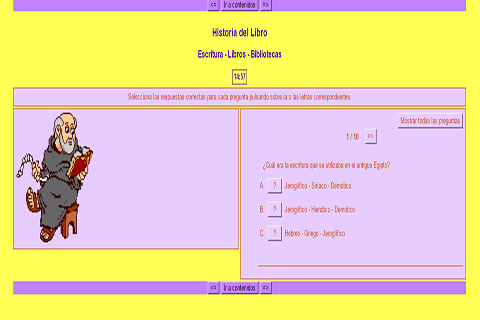 <= Ir a contenidos =>
Historia del Libro
Escritura - Libros - Bibliotecas
14:57
Selecciona las respuestas correctas para cada pregunta pulsando sobre la o las letras correspondientes.
Mostrar todas las preguntas
1 / 10 =>
¿Cuál era la escritura que se utilizaba en el antiguo Egipto?
A. ? Jeroglífico - Siriaco - Demótico
B. ? Jeroglífico - Hierático - Demótico
C. ? Hebreo - Griego - Jeroglífico
<= Ir a contenidos =>